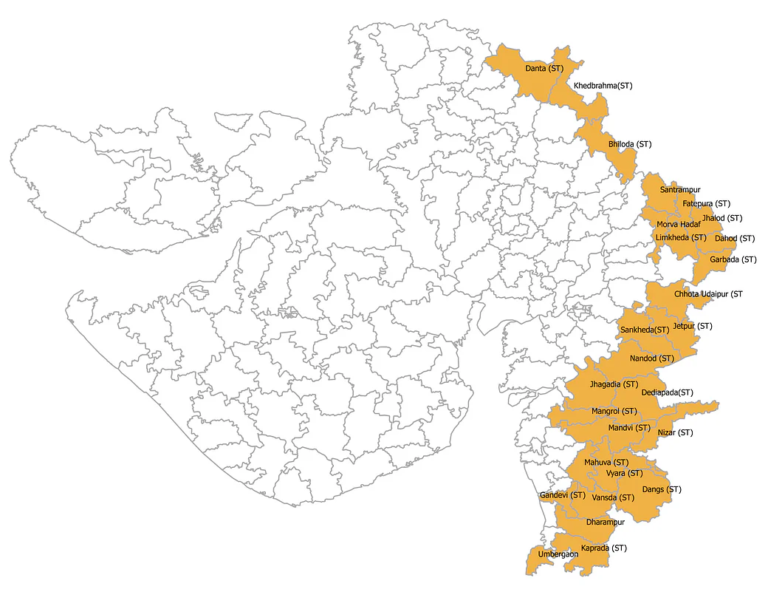 Danta (ST)
Khedbrahma(ST)
Bhiloda (ST)
Santrampur
Fatepura (ST)
Jhalod (ST)
Morva Hadaf
Limkheda (ST)
Dahod (ST)
Garbada (ST)
Chhota Udaipur (ST
Jetpur (ST)
Sankheda(ST)
Nandod (ST)
Jhagadia (ST)
Dediapada(ST)
Mangrol (ST)
Mandvi (ST)
Nizar (ST)
Mahuva (ST)
Vyara (ST)
Dangs (ST)
Gandevi (ST)
Vansda (ST)
Dharampur
Kaprada (ST)
Umbergaon